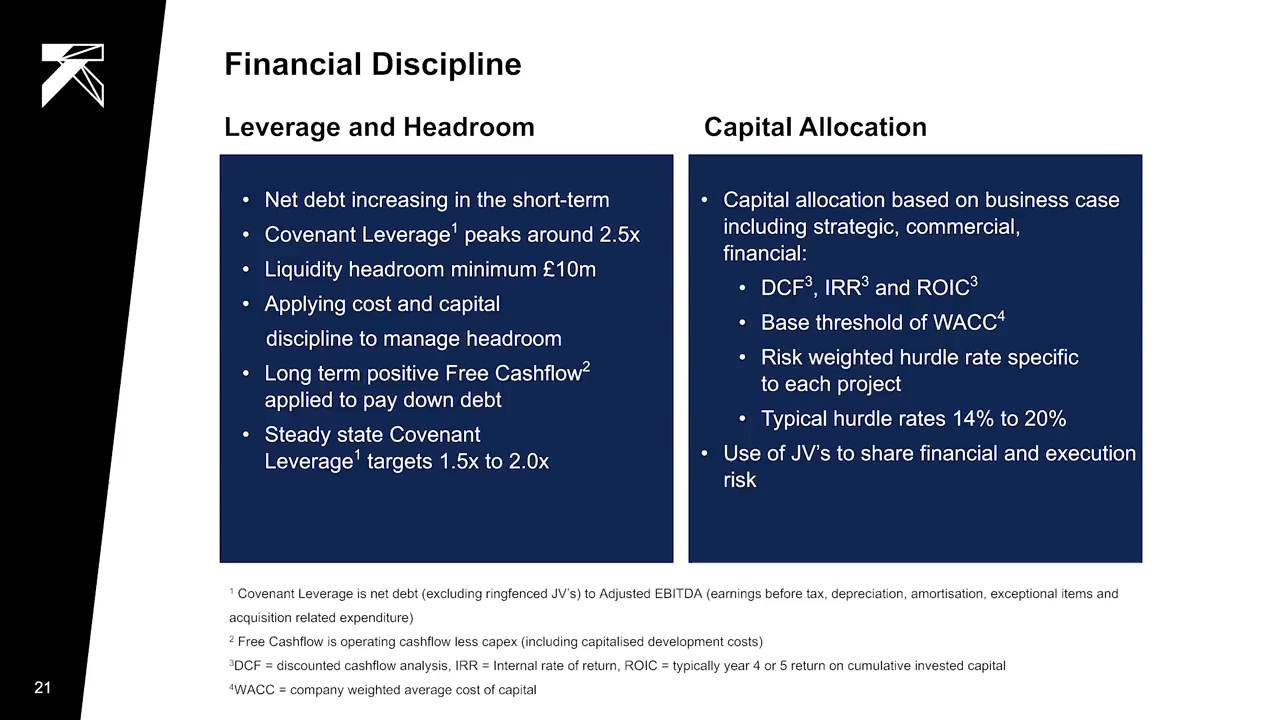 Financial Discipline
Leverage and Headroom
• Net debt increasing in the short-term
• Covenant Leverage¹ peaks around 2.5x
• Liquidity headroom minimum £10m
• Applying cost and capital
discipline to manage headroom
• Long term positive Free Cashflow²
applied to pay down debt
• Steady state Covenant
Leverage¹ targets 1.5x to 2.0x
Capital Allocation
• Capital allocation based on business case
including strategic, commercial,
financial:
• DCF³, IRR³ and ROIC³
• Base threshold of WACC⁴
• Risk weighted hurdle rate specific
to each project
• Typical hurdle rates 14% to 20%
• Use of JV’s to share financial and execution
risk
¹ Covenant Leverage is net debt (excluding ringfenced JV’s) to Adjusted EBITDA (earnings before tax, depreciation, amortisation, exceptional items and
acquisition related expenditure)
² Free Cashflow is operating cashflow less capex (including capitalised development costs)
³DCF = discounted cashflow analysis, IRR = Internal rate of return, ROIC = typically year 4 or 5 return on cumulative invested capital
⁴WACC = company weighted average cost of capital
21